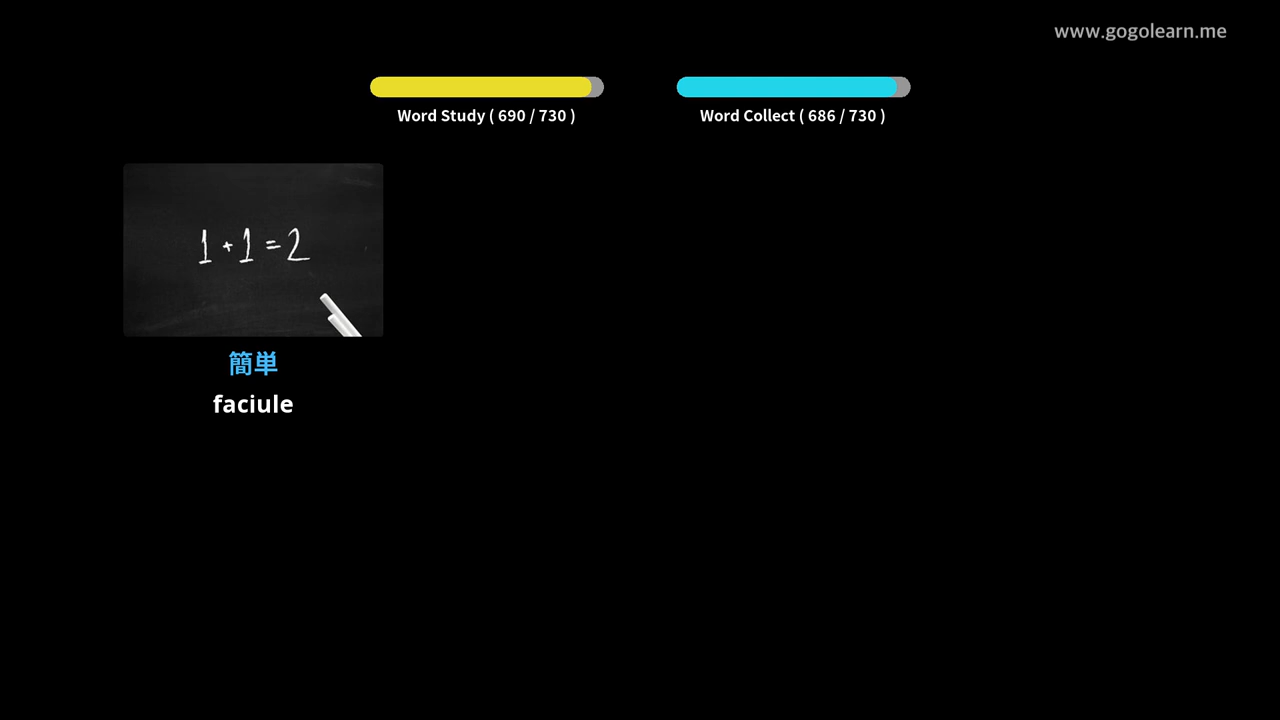 www.gogolearn.me
Word Study ( 690 / 730 )
Word Collect ( 686 / 730 )
1 + 1 = 2
簡単
faciule